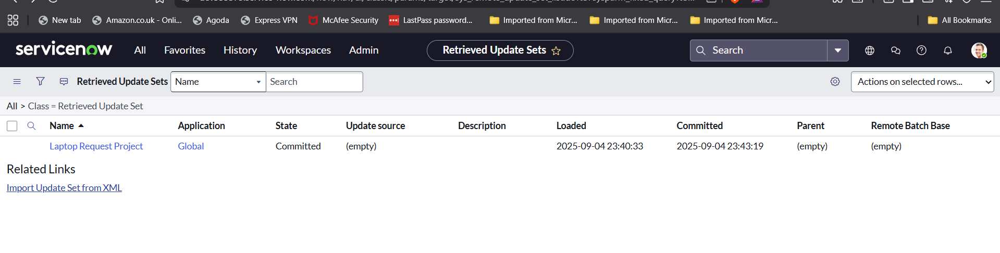 New tab Amazon.co.uk - Onli... Agoda Express VPN McAfee Security LastPass password... Imported from Micr... Imported from Micr... Imported from Micr... All Bookmarks
servicenow All Favorites History Workspaces Admin Retrieved Update Sets Search
Retrieved Update Sets Name Search Actions on selected rows...
All > Class = Retrieved Update Set
Name Application State Update source Description Loaded Committed Parent Remote Batch Base
Laptop Request Project Global Committed (empty) 2025-09-04 23:40:33 2025-09-04 23:43:19 (empty) (empty)
Related Links
Import Update Set from XML